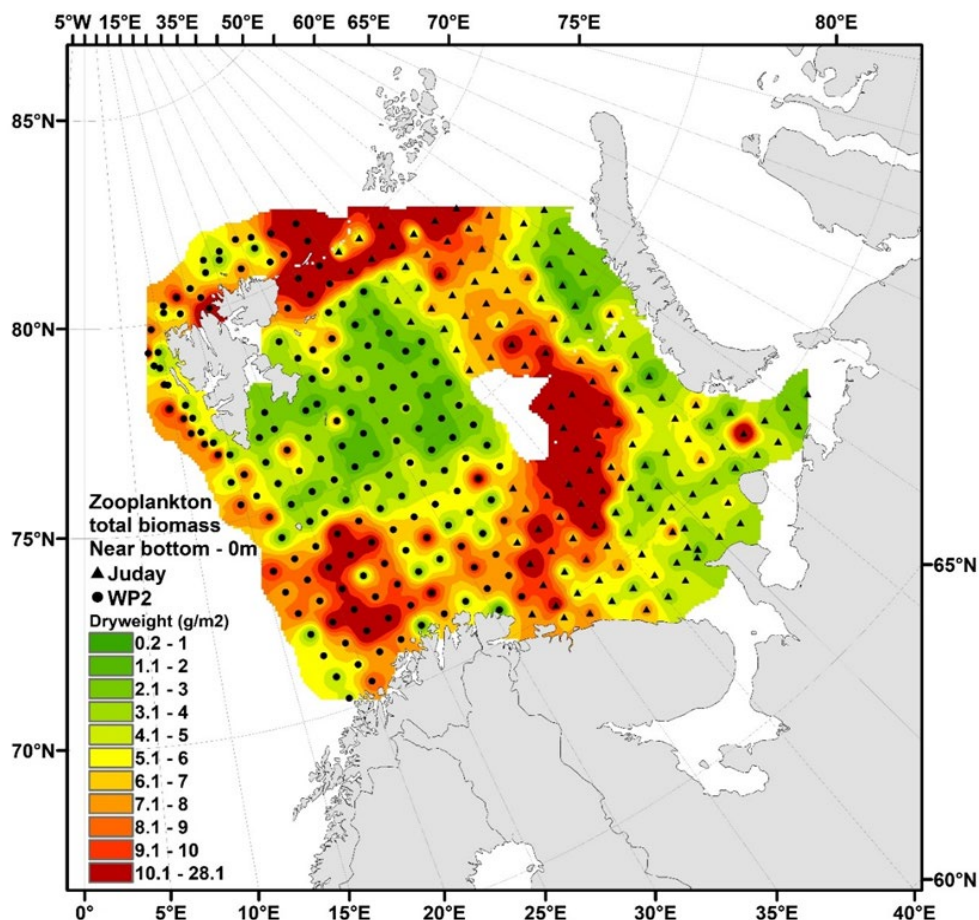 5°W 15°E 35°E 50°E 60°E 65°E 70°E 75°E 80°E
85°N
80°N
75°N
70°N
65°N
60°N
Zooplankton
total biomass
Near bottom - 0m
Juday
WP2
Dryweight (g/m2)
0.2 - 1
1.1 - 2
2.1 - 3
3.1 - 4
4.1 - 5
5.1 - 6
6.1 - 7
7.1 - 8
8.1 - 9
9.1 - 10
10.1 - 28.1
0° 5°E 10°E 15°E 20°E 25°E 30°E 35°E 40°E